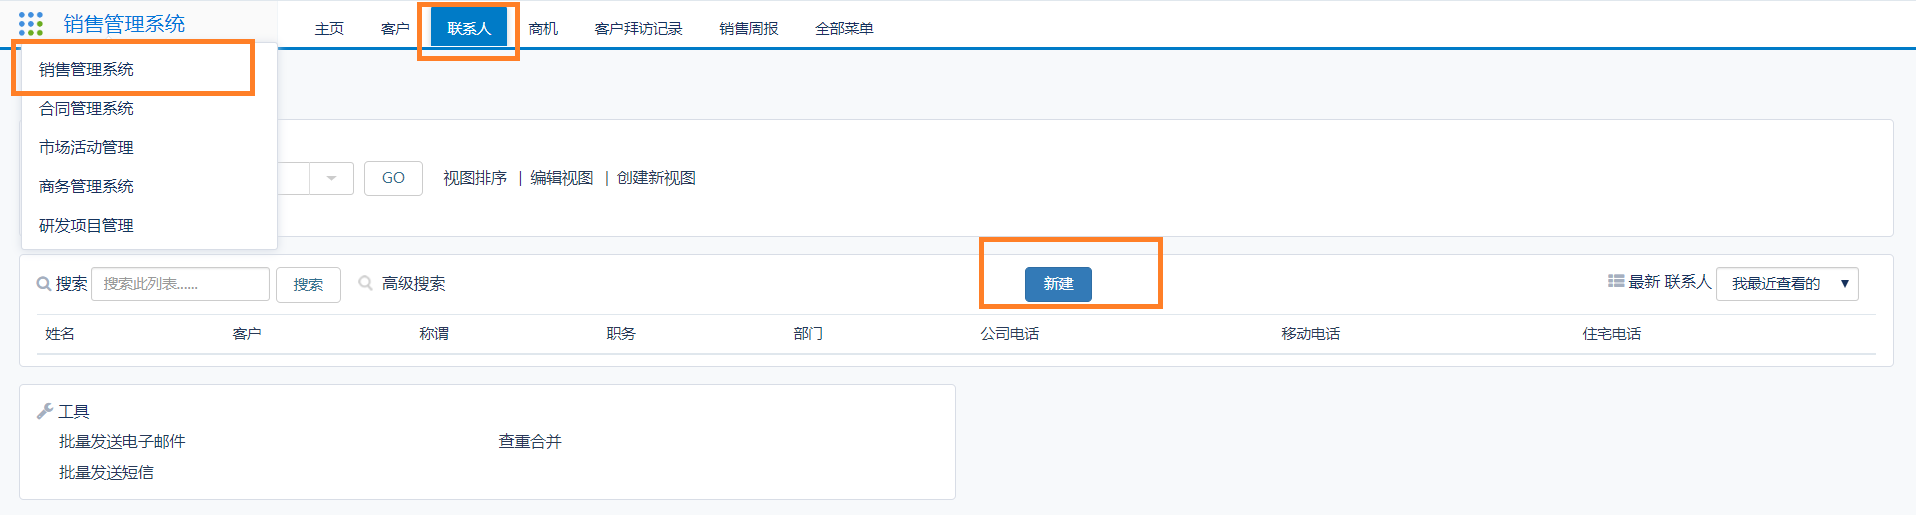 销售管理系统 主页 客户 联系人 商机 客户拜访记录 销售周报 全部菜单
销售管理系统
合同管理系统
市场活动管理
商务管理系统
研发项目管理
GO 视图排序 | 编辑视图 | 创建新视图
搜索 搜索此列表...... 搜索 高级搜索 新建 最新 联系人 我最近查看的
姓名 客户 称谓 职务 部门 公司电话 移动电话 住宅电话
工具
批量发送电子邮件 查重合并
批量发送短信